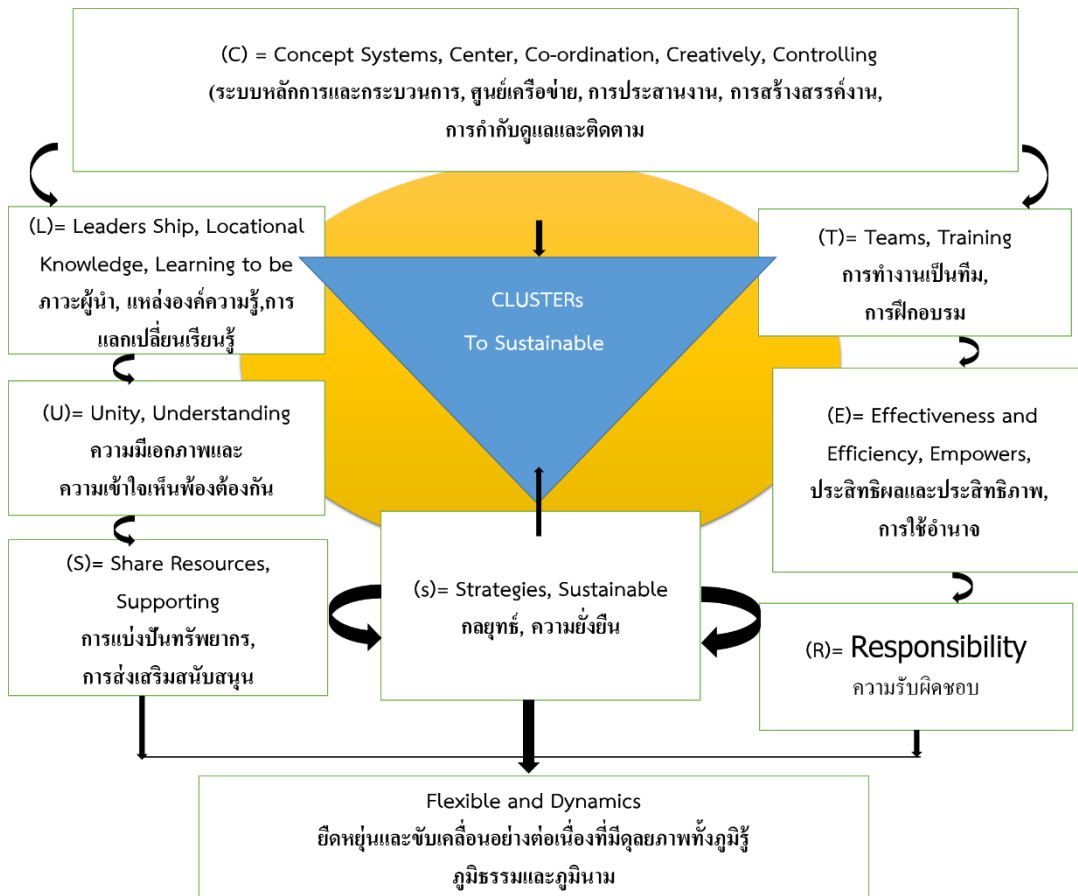 (C) = Concept Systems, Center, Co-ordination, Creatively, Controlling
(ระบบหลักการและกระบวนการ, ศูนย์เครือข่าย, การประสานงาน, การสร้างสรรค์งาน,
การกำกับดูแลและติดตาม
(L)= Leaders Ship, Locational
Knowledge, Learning to be
ภาวะผู้นำ, แหล่งองค์ความรู้,การ
แลกเปลี่ยนเรียนรู้
(T)= Teams, Training
การทำงานเป็นทีม,
การฝึกอบรม
CLUSTERs
To Sustainable
(U)= Unity, Understanding
ความมีเอกภาพและ
ความเข้าใจเห็นพ้องต้องกัน
(E)= Effectiveness and
Efficiency, Empowers,
ประสิทธิผลและประสิทธิภาพ,
การใช้อำนาจ
(S)= Share Resources,
Supporting
การแบ่งปันทรัพยากร,
การส่งเสริมสนับสนุน
(s)= Strategies, Sustainable
กลยุทธ์, ความยั่งยืน
(R)= Responsibility
ความรับผิดชอบ
Flexible and Dynamics
ยืดหยุ่นและขับเคลื่อนอย่างต่อเนื่องที่มีดุลยภาพทั้งภูมิรู้
ภูมิธรรมและภูมินาม